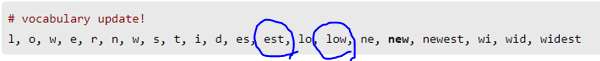 # vocabulary update!
l, o, w, e, r, n, w, s, t, i, d, es, est, lo, low, ne, new, newest, wi, wid, widest